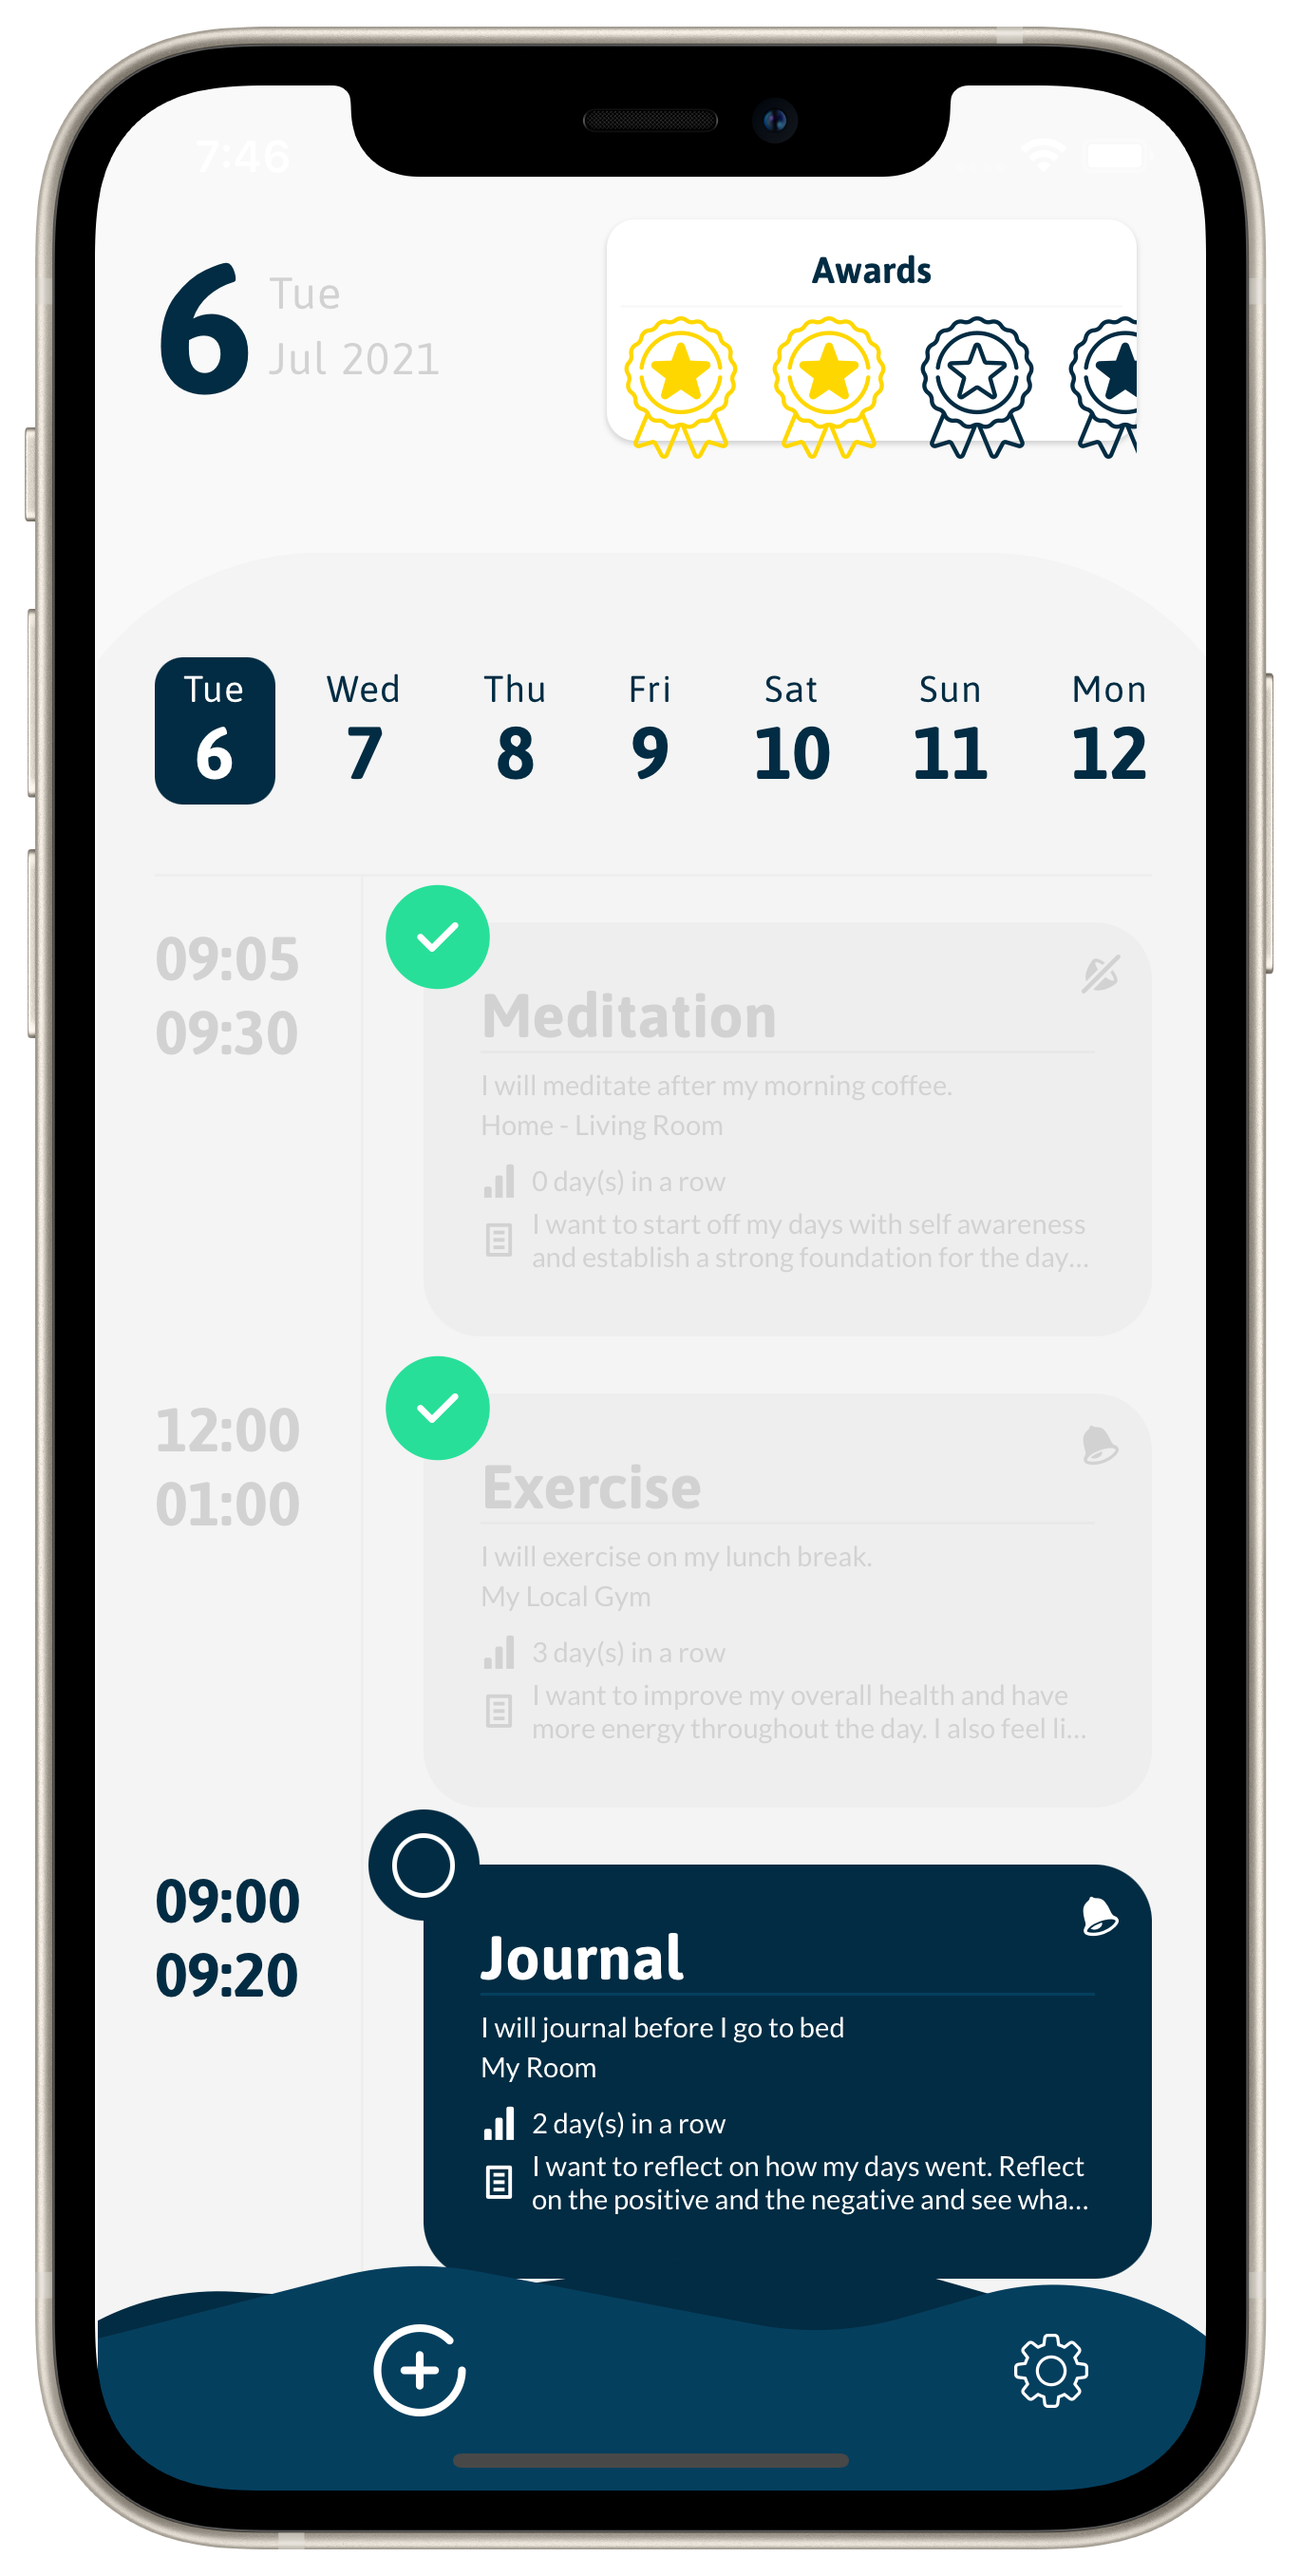 7:46
6
Tue
Jul 2021
Awards
Tue Wed Thu Fri Sat Sun Mon
6 7 8 9 10 11 12
09:05
09:30
Meditation
I will meditate after my morning coffee.
Home - Living Room
0 day(s) in a row
I want to start off my days with self awareness
and establish a strong foundation for the day...
12:00
01:00
Exercise
I will exercise on my lunch break.
My Local Gym
3 day(s) in a row
I want to improve my overall health and have
more energy throughout the day. I also feel li...
09:00
09:20
Journal
I will journal before I go to bed
My Room
2 day(s) in a row
I want to reflect on how my days went. Reflect
on the positive and the negative and see wha...